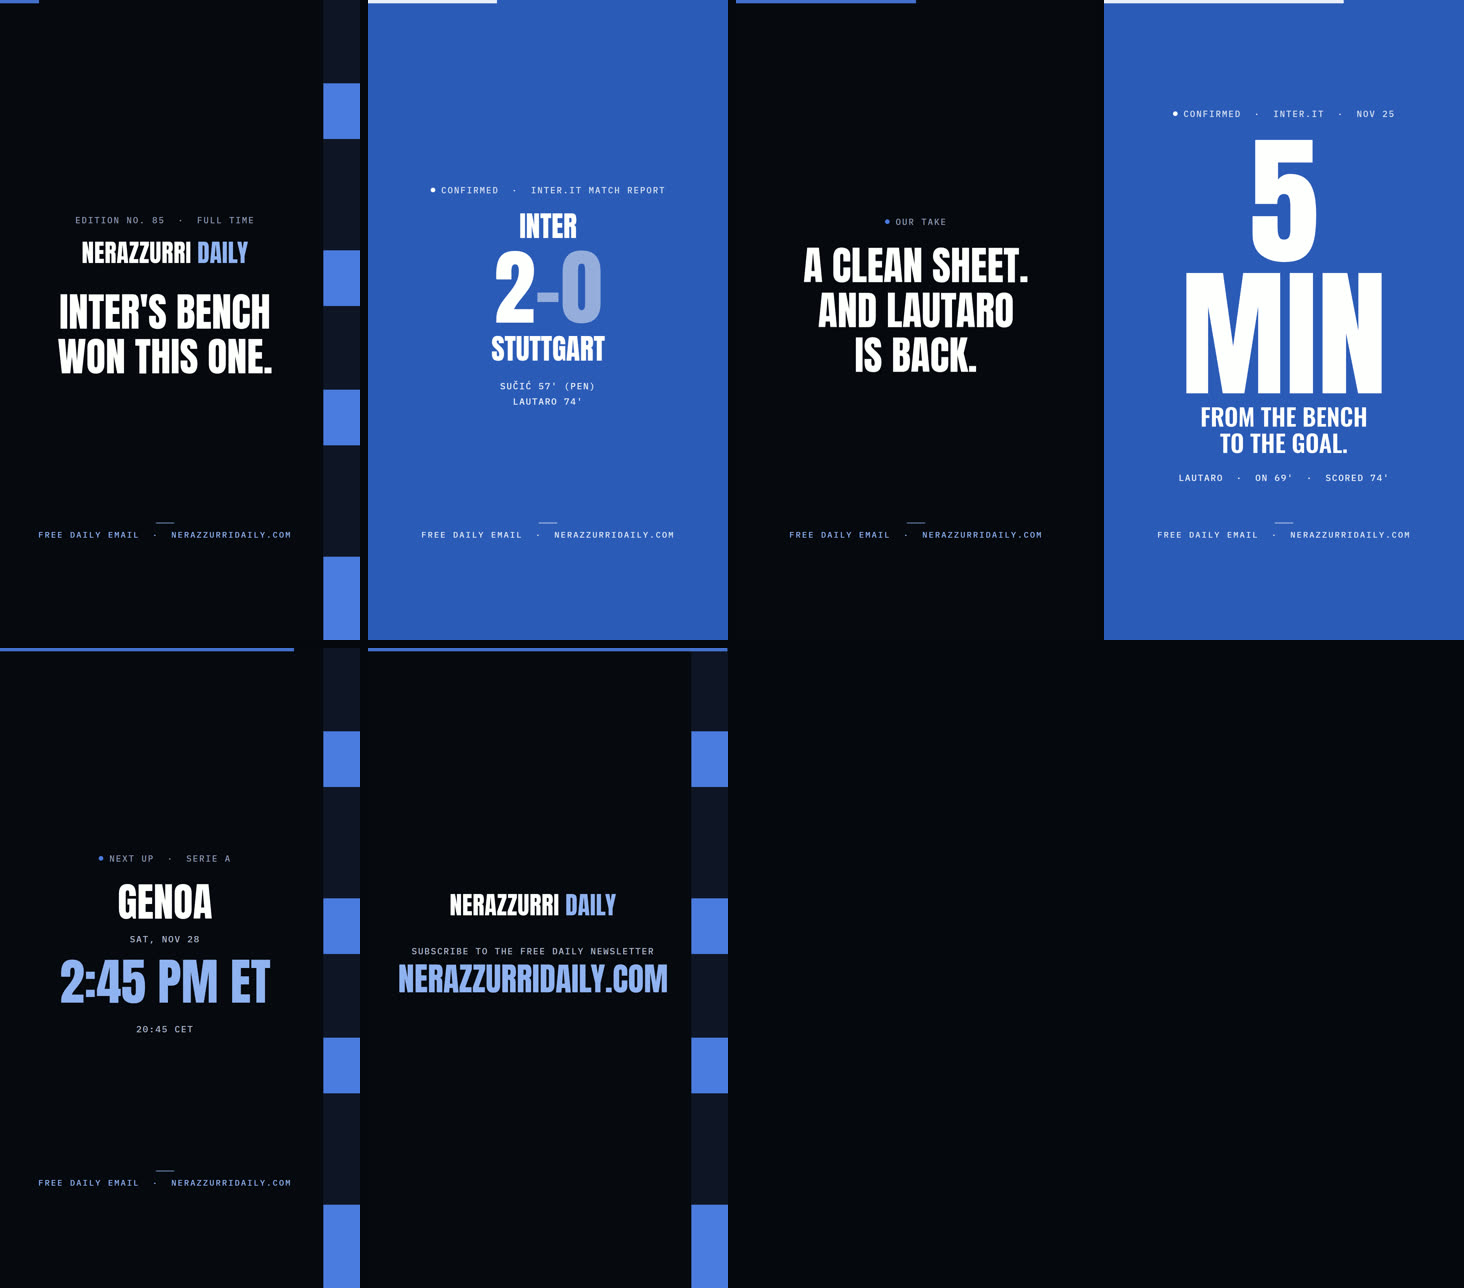 EDITION NO. 85 · FULL TIME
NERAZZURRI DAILY
INTER'S BENCH
WON THIS ONE.
FREE DAILY EMAIL · NERAZZURRIDAILY.COM
CONFIRMED · INTER.IT MATCH REPORT
INTER
2-0
STUTTGART
SUČIĆ 57' (PEN)
LAUTARO 74'
FREE DAILY EMAIL · NERAZZURRIDAILY.COM
OUR TAKE
A CLEAN SHEET.
AND LAUTARO
IS BACK.
FREE DAILY EMAIL · NERAZZURRIDAILY.COM
CONFIRMED · INTER.IT · NOV 25
5
MIN
FROM THE BENCH
TO THE GOAL.
LAUTARO · ON 69' · SCORED 74'
FREE DAILY EMAIL · NERAZZURRIDAILY.COM
NEXT UP · SERIE A
GENOA
SAT, NOV 28
2:45 PM ET
20:45 CET
FREE DAILY EMAIL · NERAZZURRIDAILY.COM
NERAZZURRI DAILY
SUBSCRIBE TO THE FREE DAILY NEWSLETTER
NERAZZURRIDAILY.COM